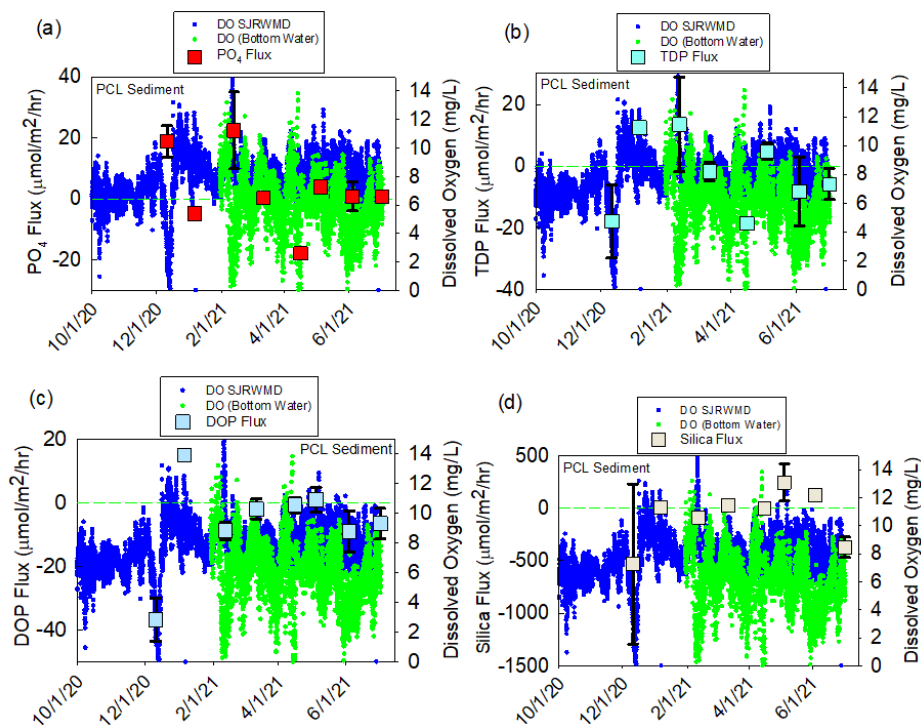 (a)
DO SJRWMD
DO (Bottom Water)
PO4 Flux
PCL Sediment
PO4 Flux (μmol/m²/hr)
40
20
0
-20
Dissolved Oxygen (mg/L)
14
12
10
8
6
4
2
0
10/1/20
12/1/20
2/1/21
4/1/21
6/1/21
(b)
DO SJRWMD
DO (Bottom Water)
TDP Flux
PCL Sediment
TDP Flux (μmol/m²/hr)
20
0
-20
-40
Dissolved Oxygen (mg/L)
14
12
10
8
6
4
2
0
10/1/20
12/1/20
2/1/21
4/1/21
6/1/21
(c)
DO SJRWMD
DO (Bottom Water)
DOP Flux
PCL Sediment
DOP Flux (μmol/m²/hr)
20
0
-20
-40
Dissolved Oxygen (mg/L)
14
12
10
8
6
4
2
0
10/1/20
12/1/20
2/1/21
4/1/21
6/1/21
(d)
DO SJRWMD
DO (Bottom Water)
Silica Flux
PCL Sediment
Silica Flux (μmol/m²/hr)
500
0
-500
-1000
-1500
Dissolved Oxygen (mg/L)
14
12
10
8
6
4
2
0
10/1/20
12/1/20
2/1/21
4/1/21
6/1/21